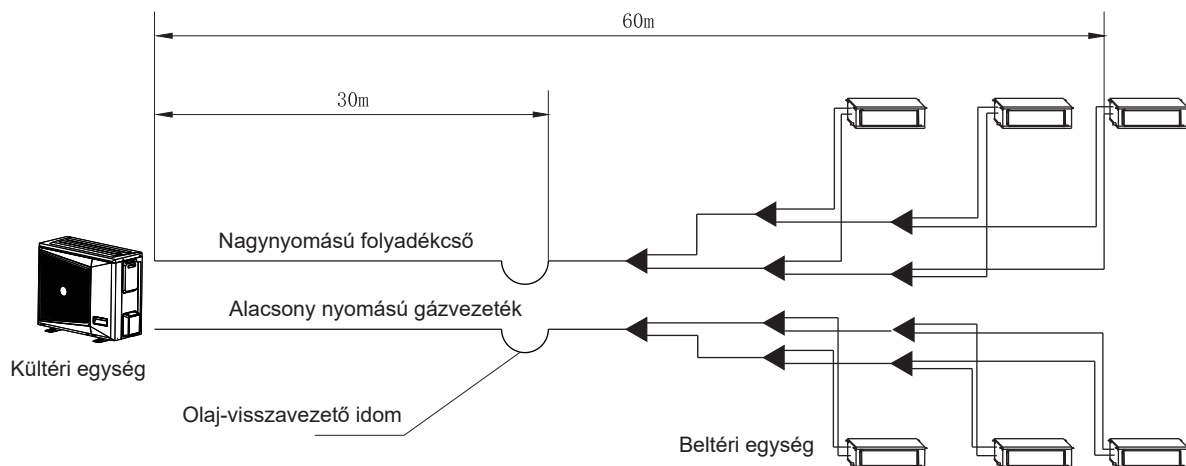 60m
30m
Nagynyomású folyadékcső
Alacsony nyomású gázvezeték
Kültéri egység
Olaj-visszavezető idom
Beltéri egység